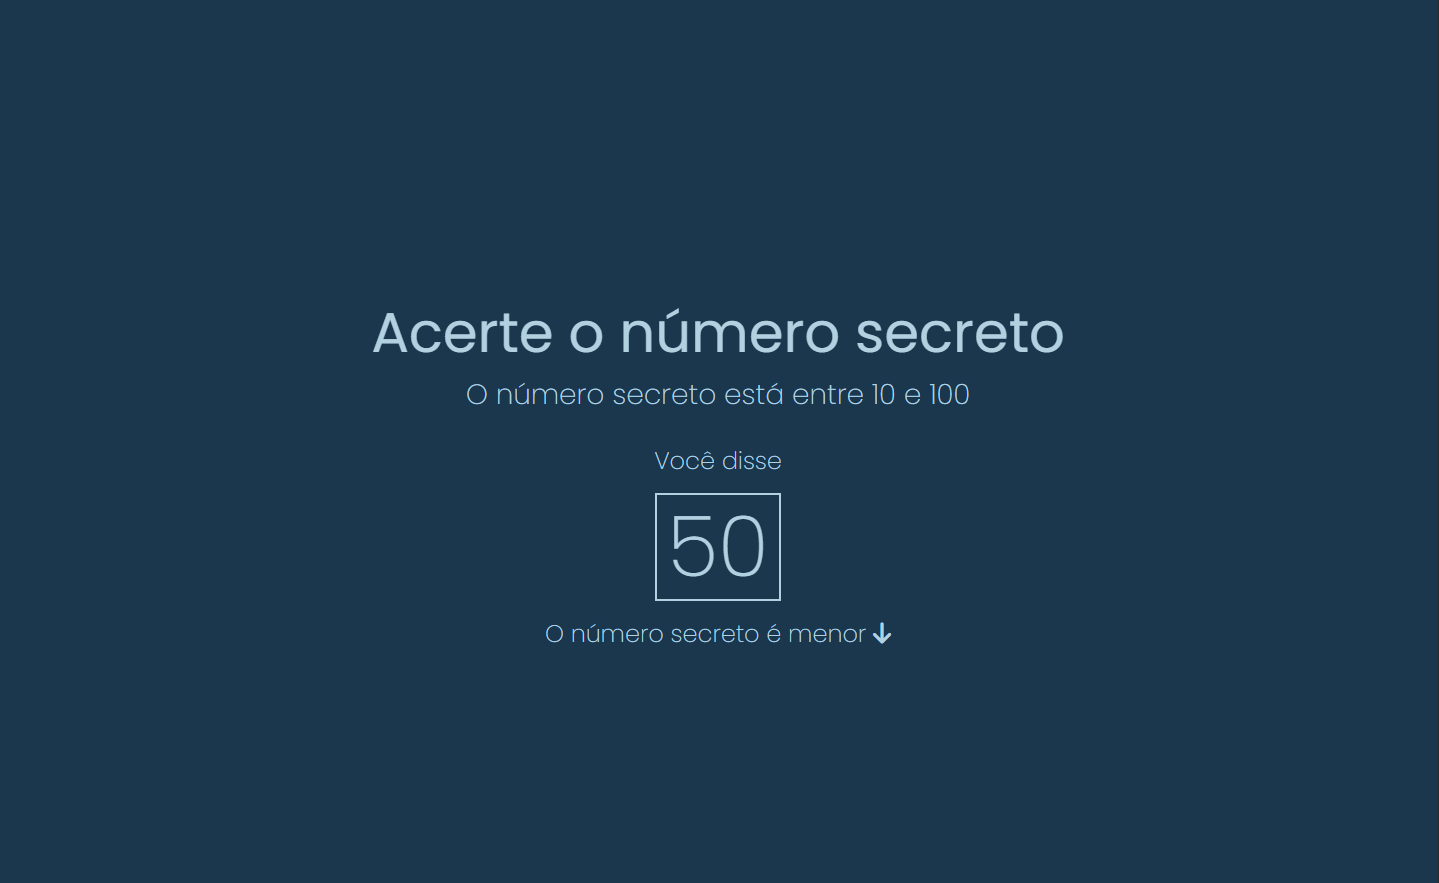 Acerte o número secreto
O número secreto está entre 10 e 100
Você disse
50
O número secreto é menor